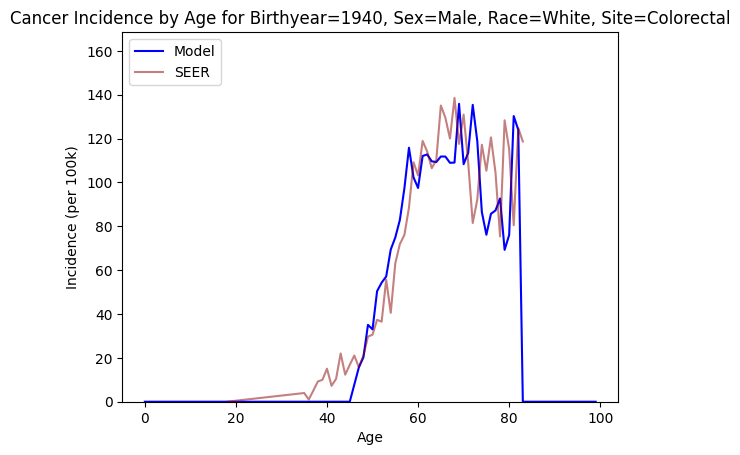 Cancer Incidence by Age for Birthyear=1940, Sex=Male, Race=White, Site=Colorectal
Model
SEER
160
140
120
100
80
60
40
20
0
Incidence (per 100k)
0 20 40 60 80 100
Age